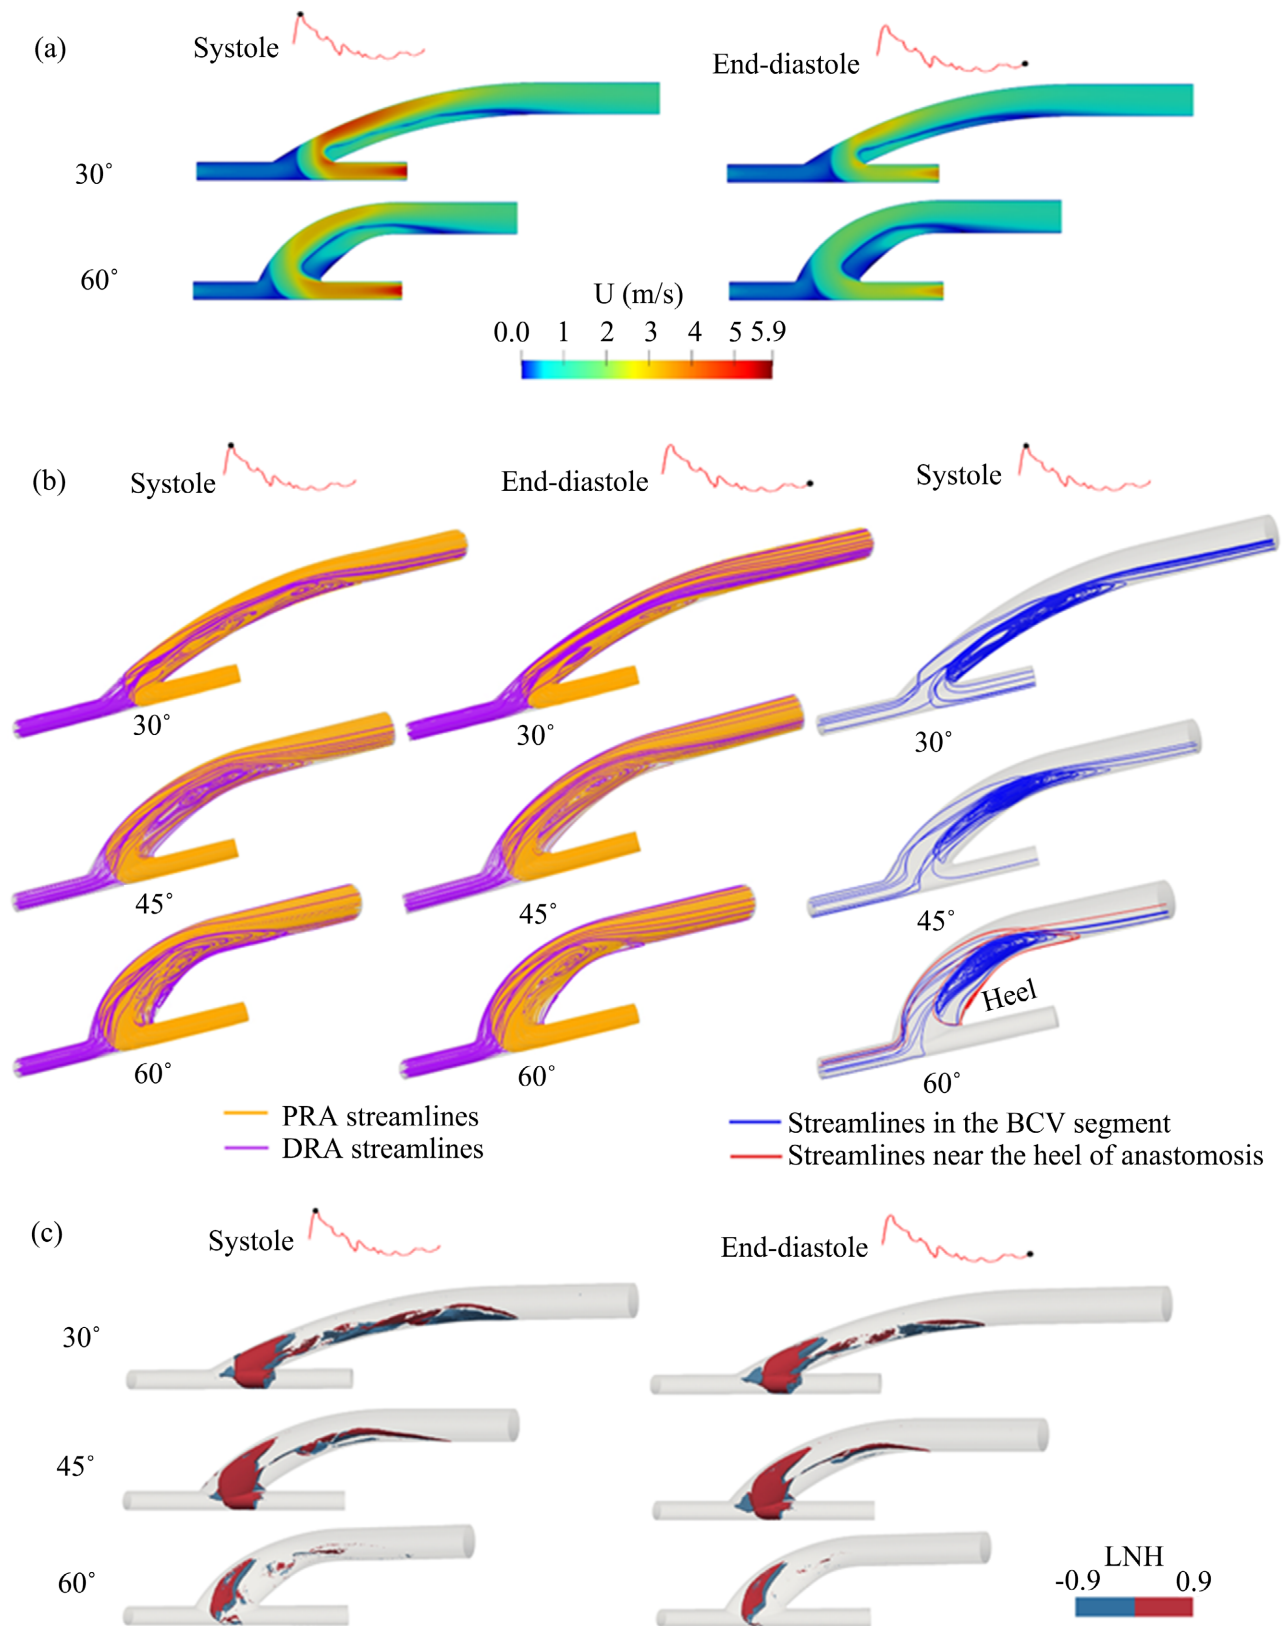 (a)
Systole
End-diastole
30˚
60˚
U (m/s)
0.0 1 2 3 4 5 5.9
(b)
Systole
End-diastole
Systole
30˚
30˚
30˚
45˚
45˚
45˚
Heel
60˚
60˚
60˚
PRA streamlines
DRA streamlines
Streamlines in the BCV segment
Streamlines near the heel of anastomosis
(c)
Systole
End-diastole
30˚
45˚
60˚
LNH
-0.9 0.9